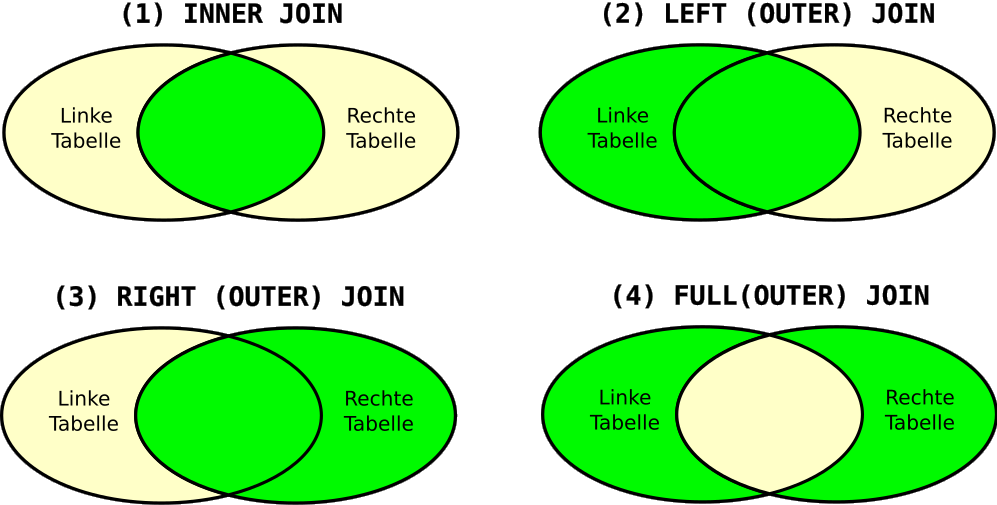 (1) INNER JOIN
Linke
Tabelle
Rechte
Tabelle
(2) LEFT (OUTER) JOIN
Linke
Tabelle
Rechte
Tabelle
(3) RIGHT (OUTER) JOIN
Linke
Tabelle
Rechte
Tabelle
(4) FULL(OUTER) JOIN
Linke
Tabelle
Rechte
Tabelle